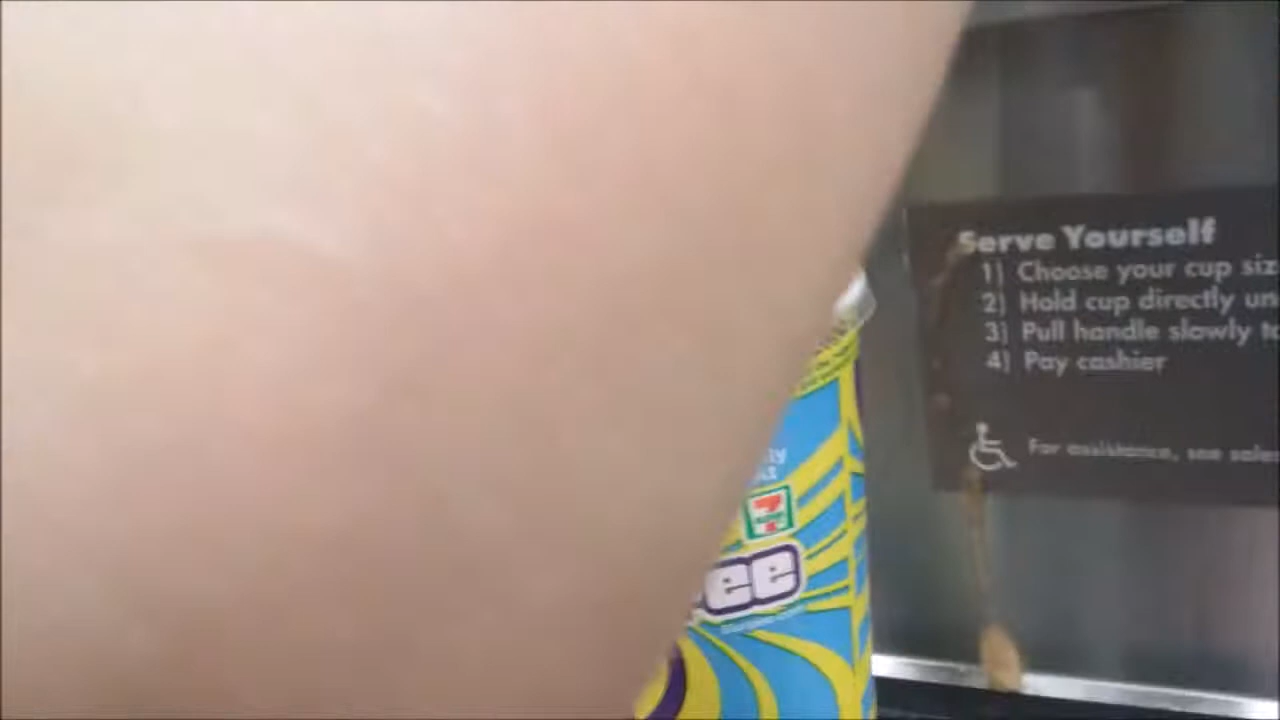 Serve Yourself
1) Choose your cup siz
2) Hold cup directly un
3) Pull handle slowly to
4) Pay cashier
For assistance, see sales
7
ee